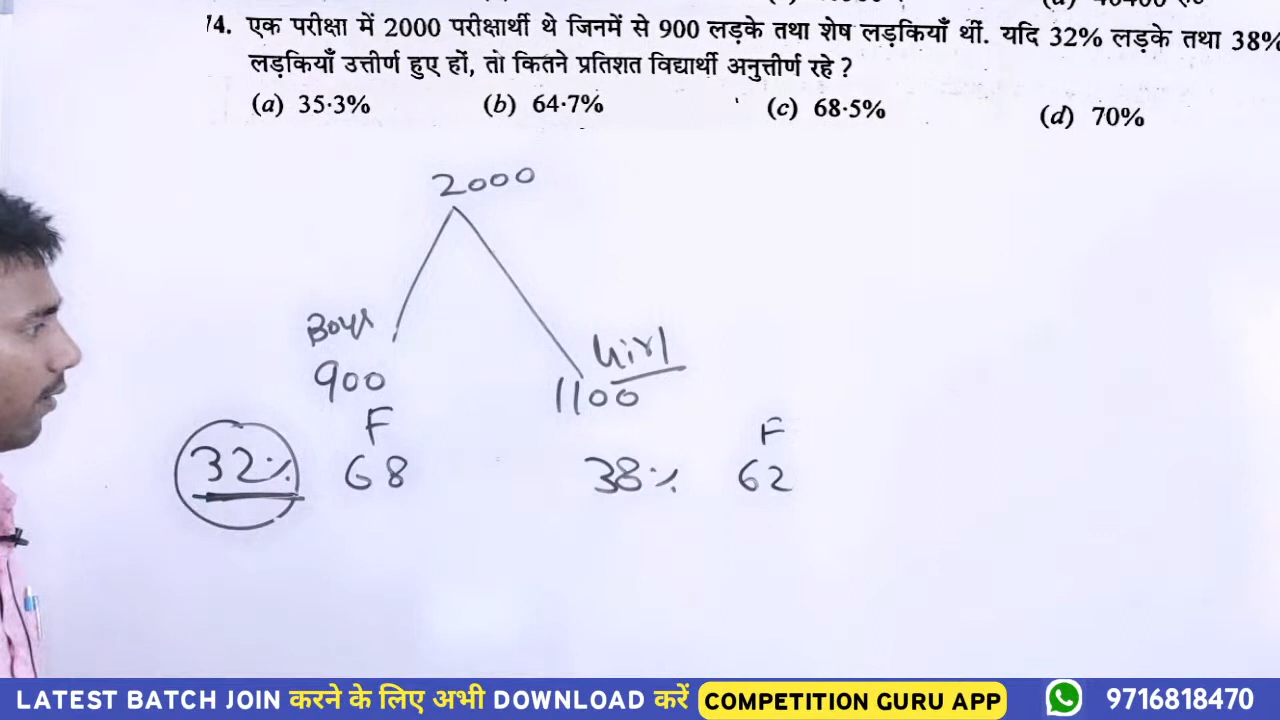 14. एक परीक्षा में 2000 परीक्षार्थी थे जिनमें से 900 लड़के तथा शेष लड़कियाँ थीं. यदि 32% लड़के तथा 38%
लड़कियाँ उत्तीर्ण हुए हों, तो कितने प्रतिशत विद्यार्थी अनुत्तीर्ण रहे ?
(a) 35·3% (b) 64·7% (c) 68·5% (d) 70%
2000
Boys Girl
900 1100
F F
32% 68 38% 62
LATEST BATCH JOIN करने के लिए अभी DOWNLOAD करें COMPETITION GURU APP 9716818470